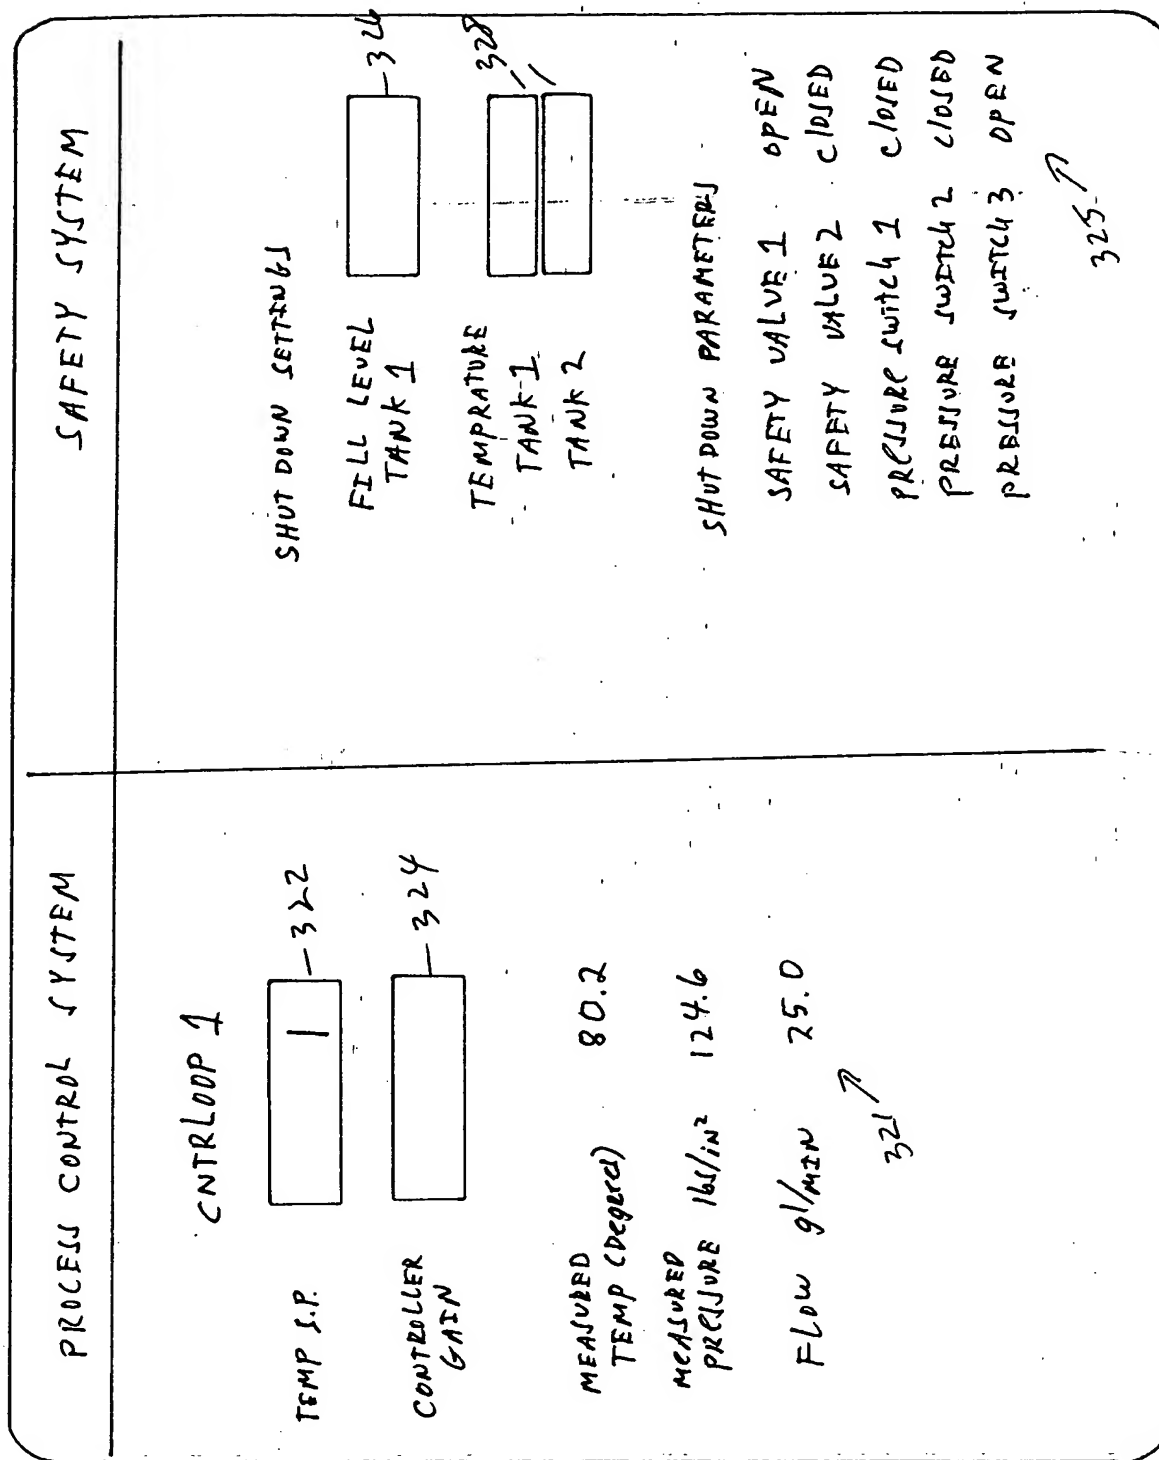 PROCESS CONTROL SYSTEM
CNTRLOOP 1
TEMP S.P. 322
CONTROLLER
GAIN 324
MEASURED
TEMP (Degrees) 80.2
MeASURED
PReSSURE lbs/in² 124.6
FLOW gl/MIN 25.0
321
SAFETY SYSTEM
SHUT DOWN SETTINGS
FILL LEVEL
TANK 1 326
TEMPRATURE 328
TANK 1
TANK 2
SHUT DOWN PARAMETERS
SAFETY VALUE 1 OPEN
SAFETY VALUE 2 ClOSED
PReSSURe SWitCh 1 ClOSED
PRESSURE SWITCh 2 ClOSED
PRESSURE SWITCh 3 OPEN
325